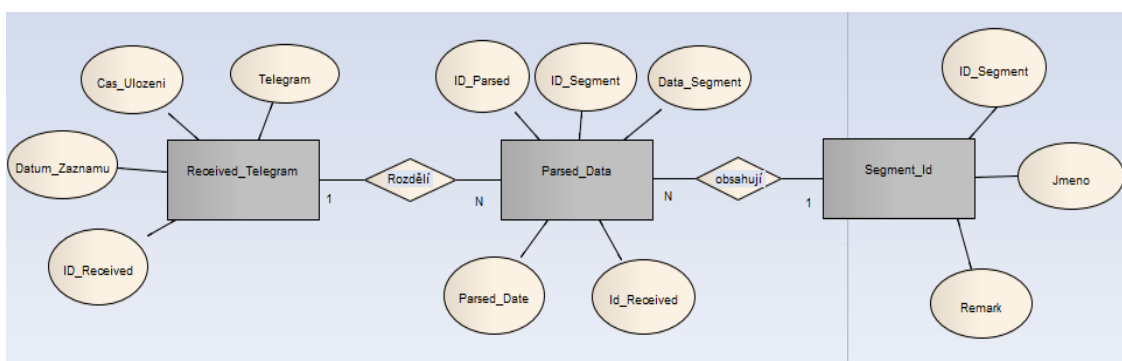 Cas_Ulozeni
Telegram
Datum_Zaznamu
Received_Telegram
ID_Received
1
Rozdělí
N
ID_Parsed
ID_Segment
Data_Segment
Parsed_Data
Parsed_Date
Id_Received
N
obsahují
1
ID_Segment
Segment_Id
Jmeno
Remark